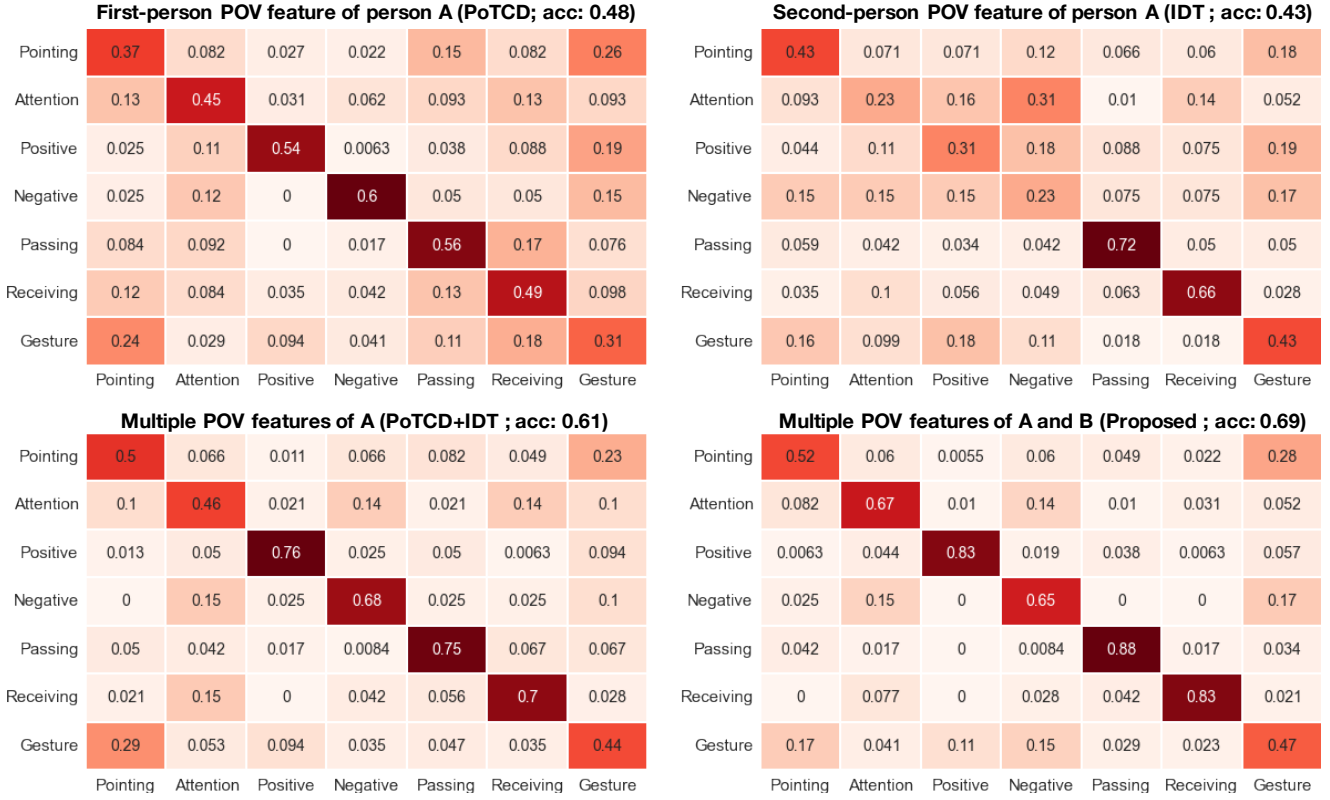 First-person POV feature of person A (PoTCD; acc: 0.48)
Pointing 0.37 0.082 0.027 0.022 0.15 0.082 0.26
Attention 0.13 0.45 0.031 0.062 0.093 0.13 0.093
Positive 0.025 0.11 0.54 0.0063 0.038 0.088 0.19
Negative 0.025 0.12 0 0.6 0.05 0.05 0.15
Passing 0.084 0.092 0 0.017 0.56 0.17 0.076
Receiving 0.12 0.084 0.035 0.042 0.13 0.49 0.098
Gesture 0.24 0.029 0.094 0.041 0.11 0.18 0.31
Pointing Attention Positive Negative Passing Receiving Gesture
Second-person POV feature of person A (IDT ; acc: 0.43)
Pointing 0.43 0.071 0.071 0.12 0.066 0.06 0.18
Attention 0.093 0.23 0.16 0.31 0.01 0.14 0.052
Positive 0.044 0.11 0.31 0.18 0.088 0.075 0.19
Negative 0.15 0.15 0.15 0.23 0.075 0.075 0.17
Passing 0.059 0.042 0.034 0.042 0.72 0.05 0.05
Receiving 0.035 0.1 0.056 0.049 0.063 0.66 0.028
Gesture 0.16 0.099 0.18 0.11 0.018 0.018 0.43
Pointing Attention Positive Negative Passing Receiving Gesture
Multiple POV features of A (PoTCD+IDT ; acc: 0.61)
Pointing 0.5 0.066 0.011 0.066 0.082 0.049 0.23
Attention 0.1 0.46 0.021 0.14 0.021 0.14 0.1
Positive 0.013 0.05 0.76 0.025 0.05 0.0063 0.094
Negative 0 0.15 0.025 0.68 0.025 0.025 0.1
Passing 0.05 0.042 0.017 0.0084 0.75 0.067 0.067
Receiving 0.021 0.15 0 0.042 0.056 0.7 0.028
Gesture 0.29 0.053 0.094 0.035 0.047 0.035 0.44
Pointing Attention Positive Negative Passing Receiving Gesture
Multiple POV features of A and B (Proposed ; acc: 0.69)
Pointing 0.52 0.06 0.0055 0.06 0.049 0.022 0.28
Attention 0.082 0.67 0.01 0.14 0.01 0.031 0.052
Positive 0.0063 0.044 0.83 0.019 0.038 0.0063 0.057
Negative 0.025 0.15 0 0.65 0 0 0.17
Passing 0.042 0.017 0 0.0084 0.88 0.017 0.034
Receiving 0 0.077 0 0.028 0.042 0.83 0.021
Gesture 0.17 0.041 0.11 0.15 0.029 0.023 0.47
Pointing Attention Positive Negative Passing Receiving Gesture